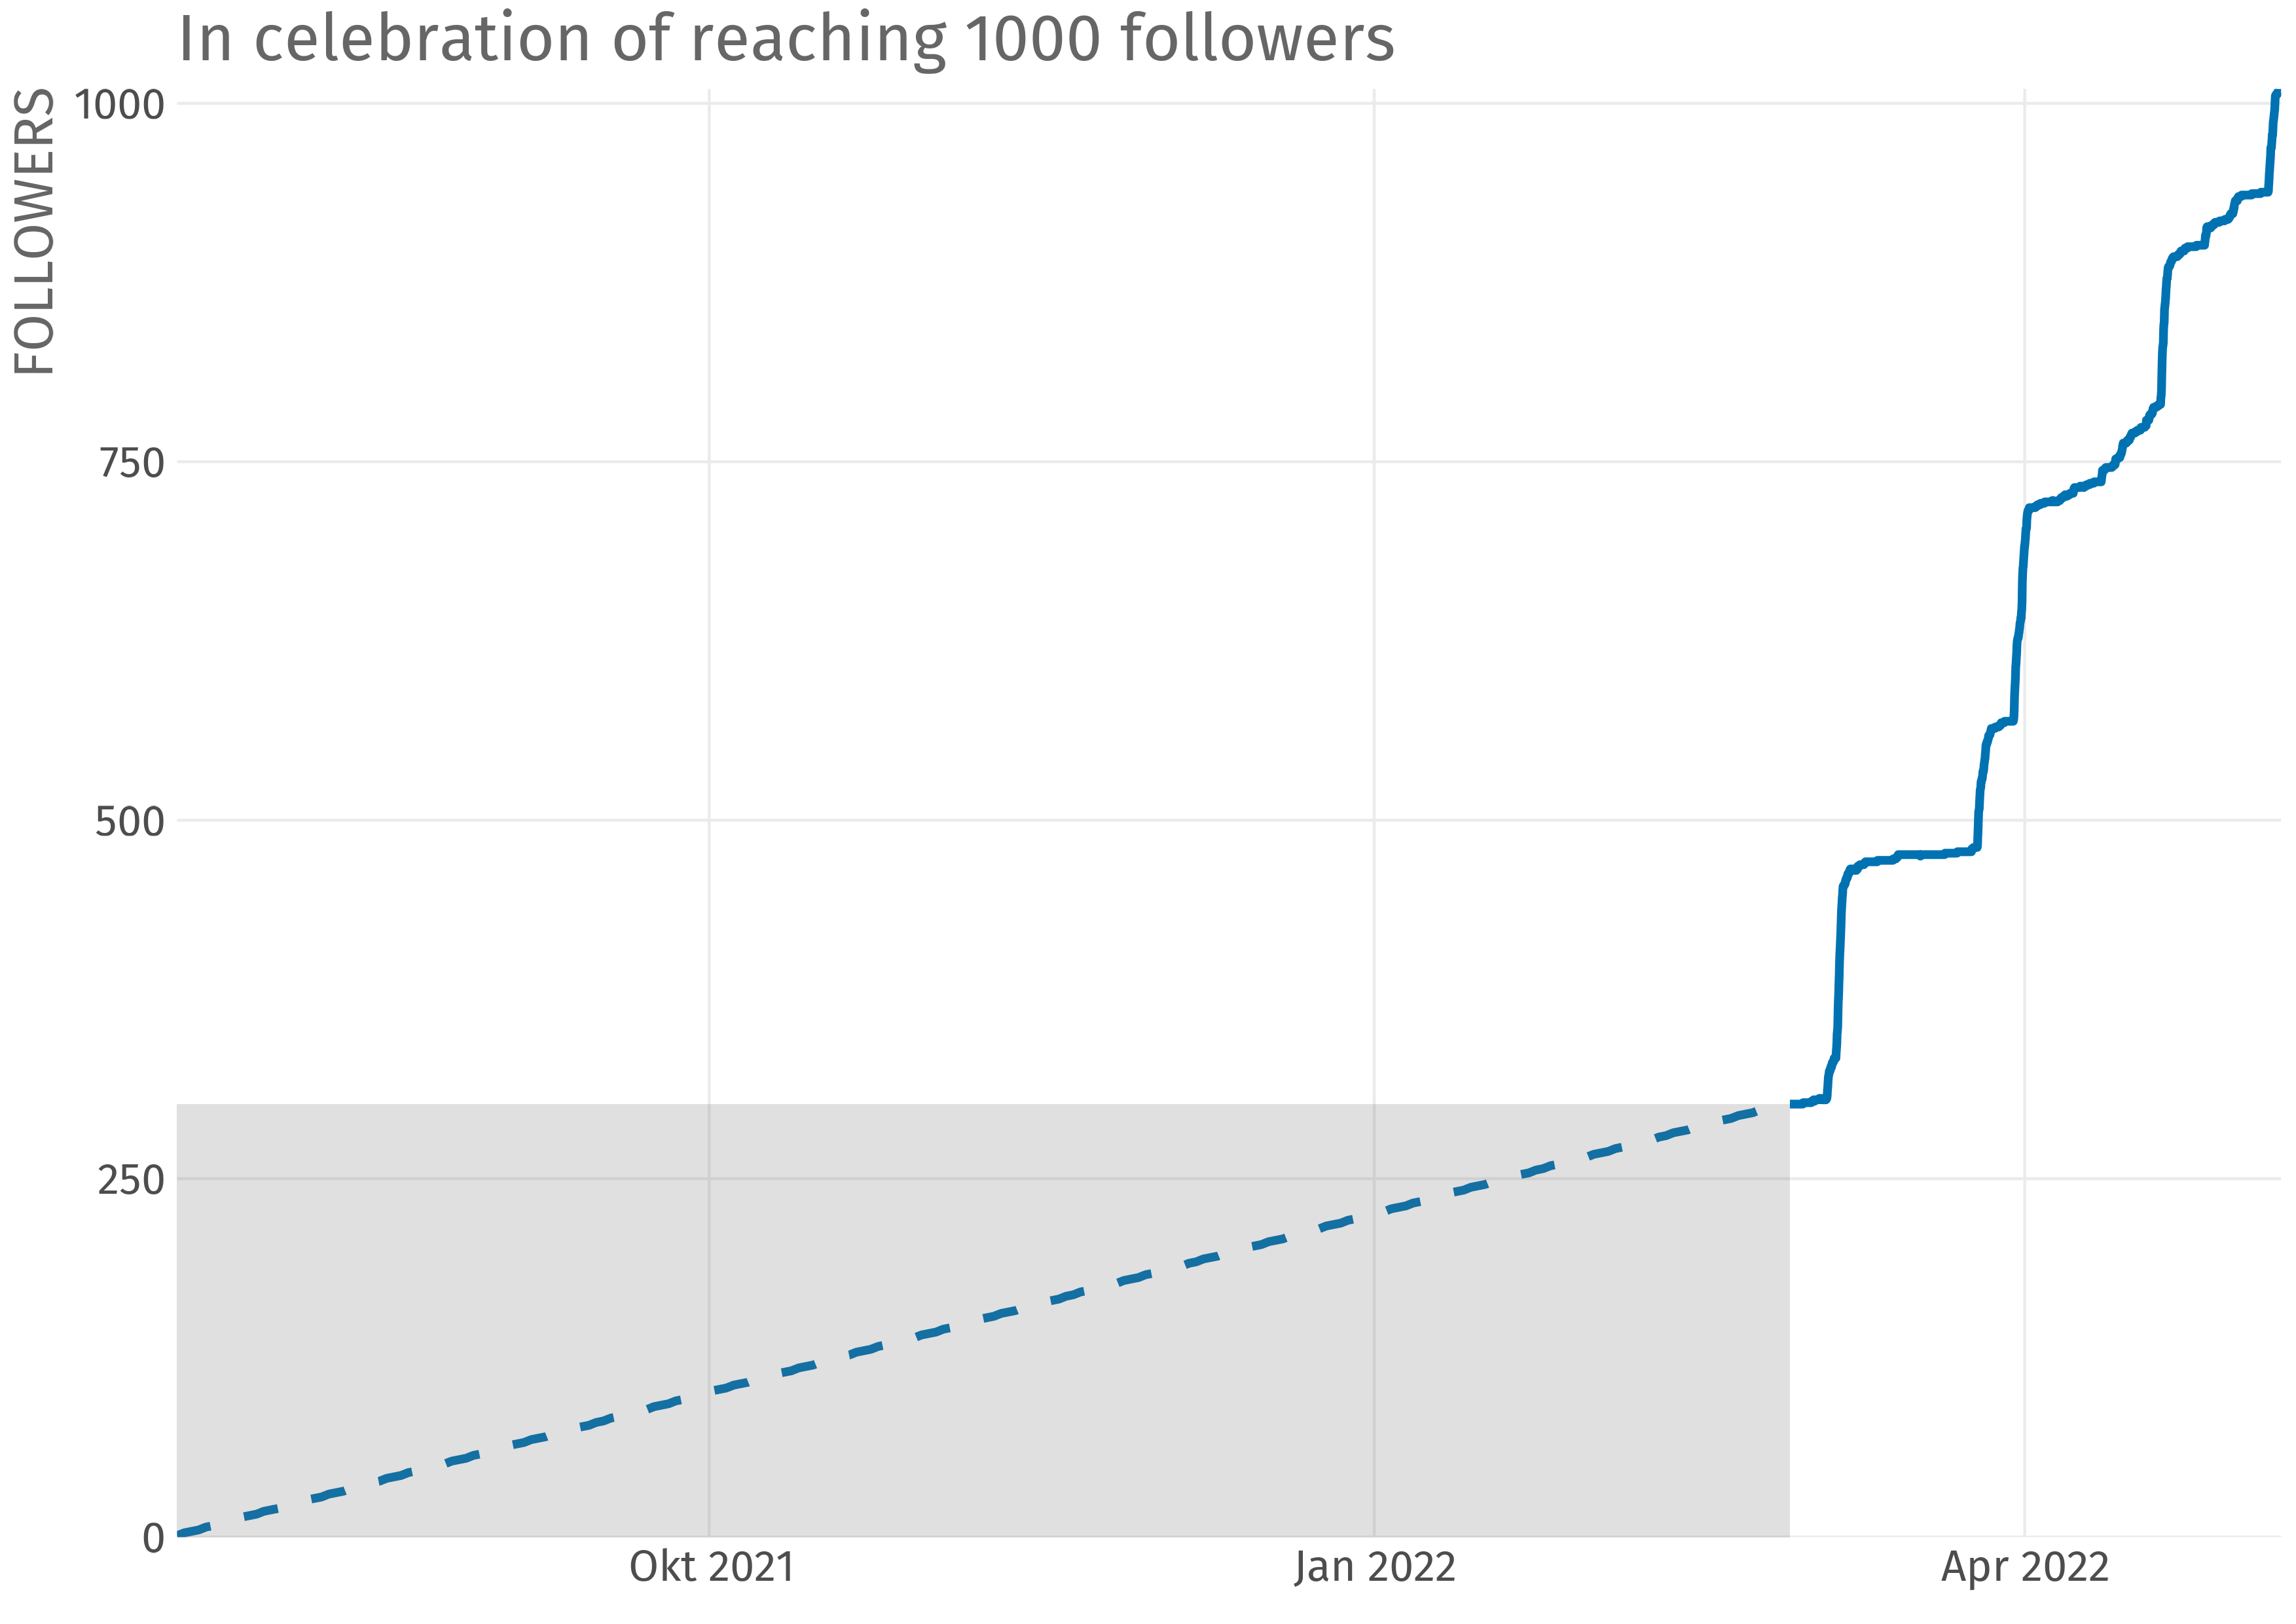 In celebration of reaching 1000 followers
FOLLOWERS
1000
750
500
250
0
Okt 2021
Jan 2022
Apr 2022